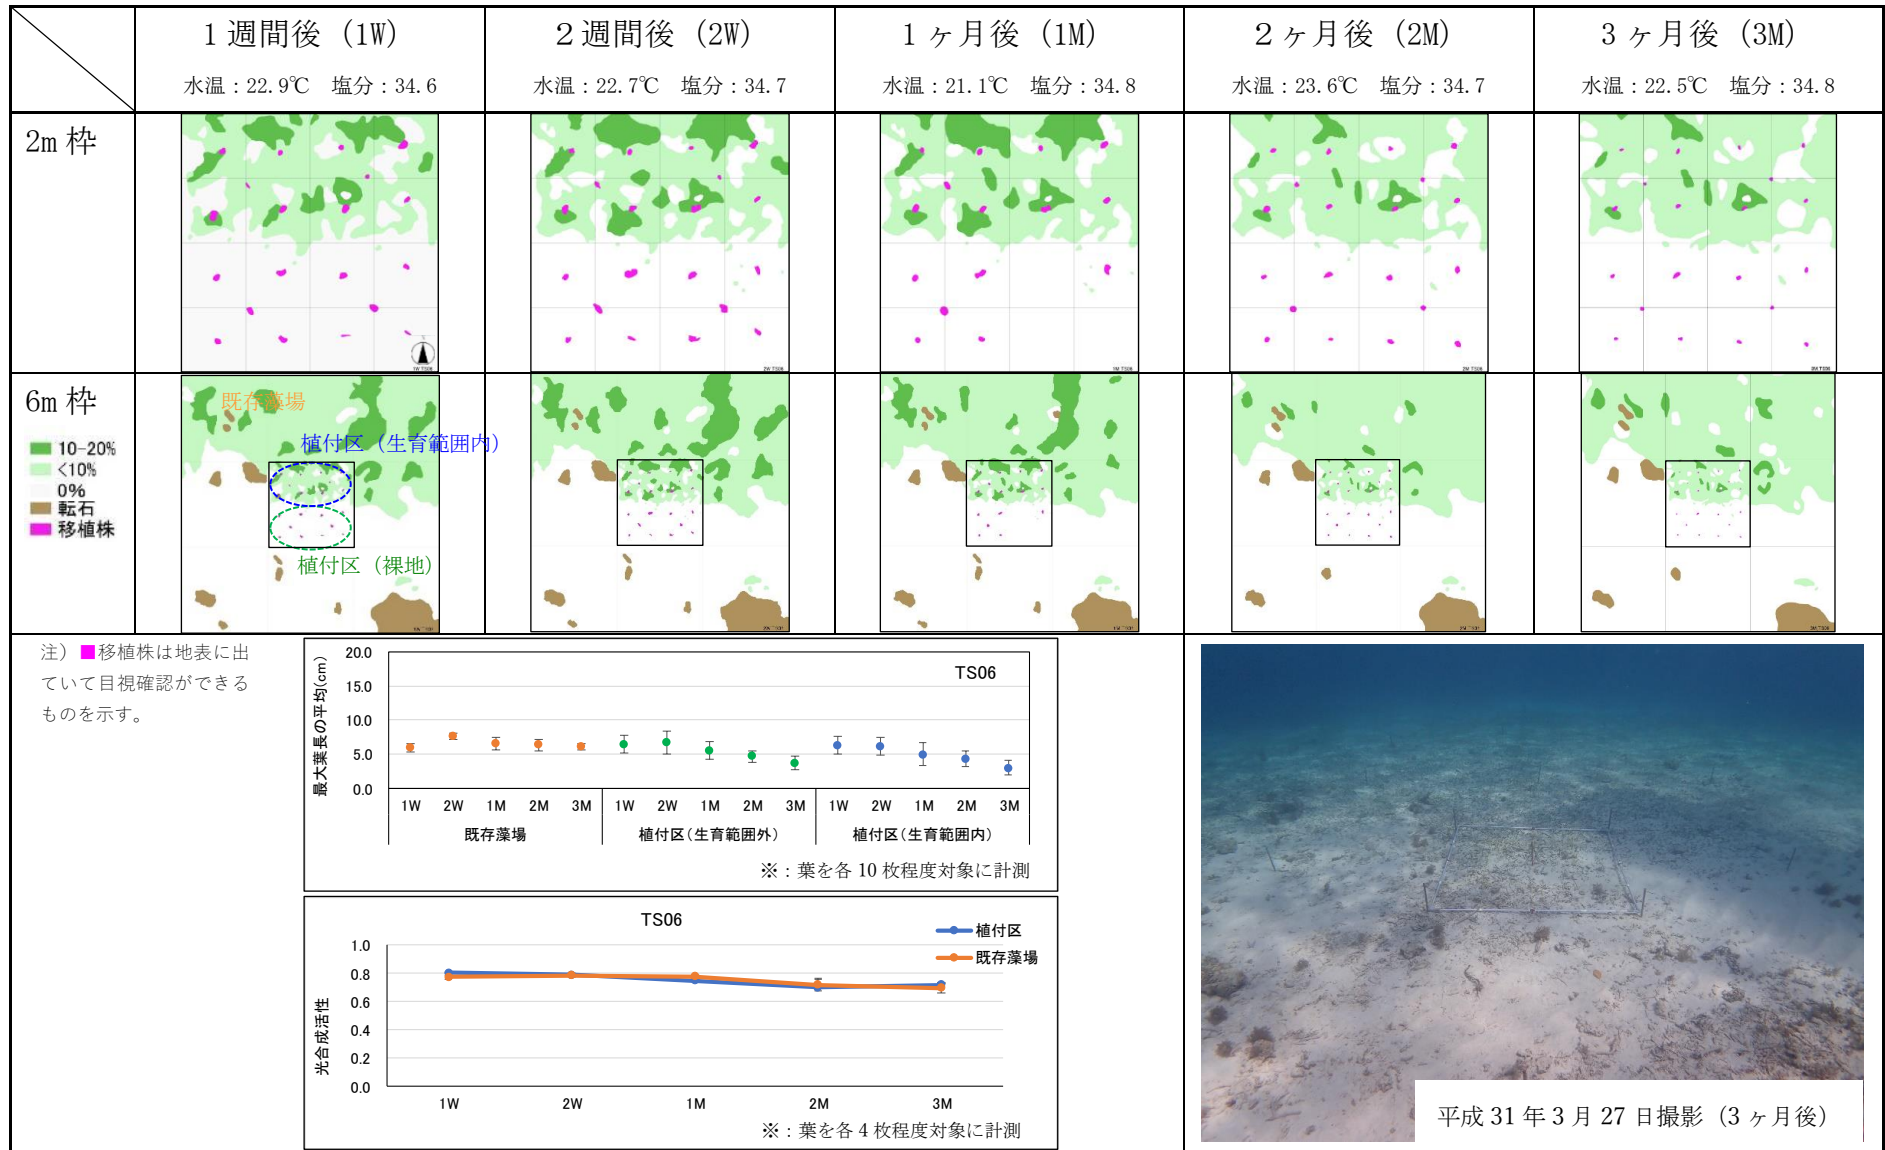 1週間後（1W）
水温：22.9℃　塩分：34.6
2週間後（2W）
水温：22.7℃　塩分：34.7
1ヶ月後（1M）
水温：21.1℃　塩分：34.8
2ヶ月後（2M）
水温：23.6℃　塩分：34.7
3ヶ月後（3M）
水温：22.5℃　塩分：34.8
2m枠
1W TS06
2W TS06
1M TS06
2M TS06
3M TS06
6m枠
10-20%
<10%
0%
転石
移植株
既存藻場
植付区（生育範囲内）
植付区（裸地）
注）■移植株は地表に出
ていて目視確認ができる
ものを示す。
TS06
最大葉長の平均(cm)
20.0
15.0
10.0
5.0
0.0
1W 2W 1M 2M 3M 1W 2W 1M 2M 3M 1W 2W 1M 2M 3M
既存藻場 植付区(生育範囲外) 植付区(生育範囲内)
※：葉を各10枚程度対象に計測
TS06
植付区
既存藻場
光合成活性
1.0
0.8
0.6
0.4
0.2
0.0
1W 2W 1M 2M 3M
※：葉を各4枚程度対象に計測
平成31年3月27日撮影（3ヶ月後）